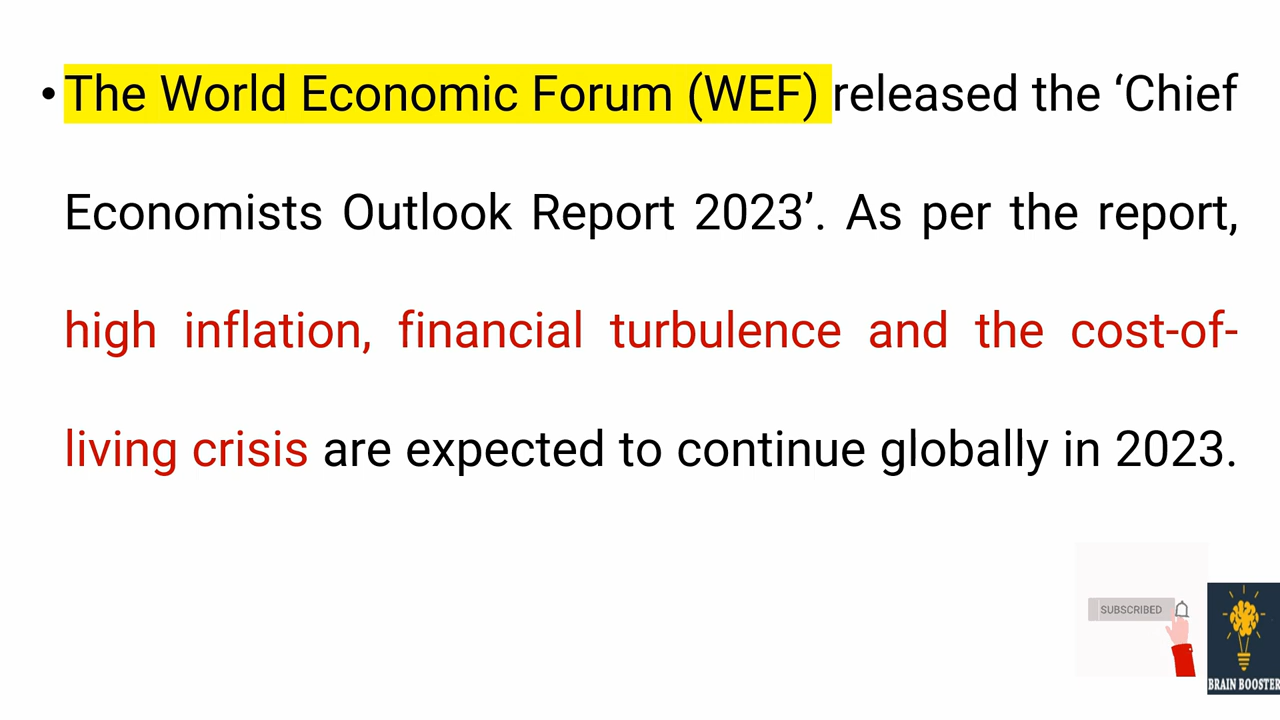 • The World Economic Forum (WEF) released the ‘Chief
Economists Outlook Report 2023’. As per the report,
high inflation, financial turbulence and the cost-of-
living crisis are expected to continue globally in 2023.
SUBSCRIBED
BRAIN BOOSTER